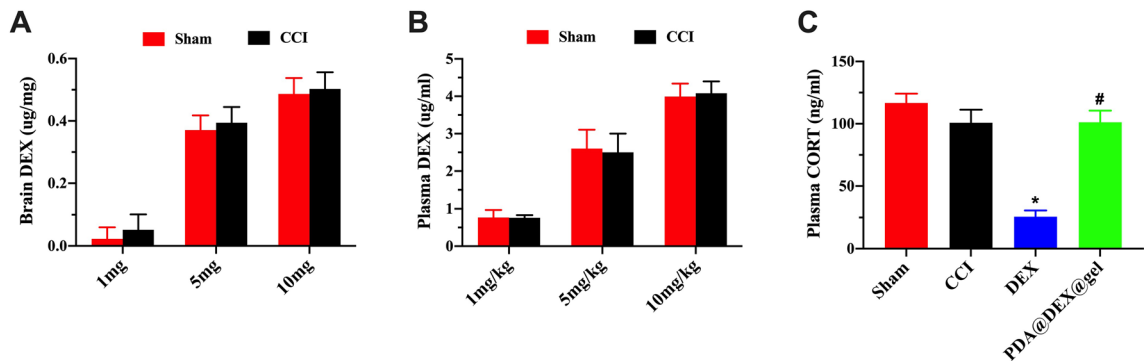 A
Sham
CCI
Brain DEX (ug/mg)
0.6
0.4
0.2
0.0
1mg
5mg
10mg
B
Sham
CCI
Plasma DEX (ug/ml)
5
4
3
2
1
0
1mg/kg
5mg/kg
10mg/kg
C
Plasma CORT (ng/ml)
150
100
50
0
*
#
Sham
CCI
DEX
PDA@DEX@gel